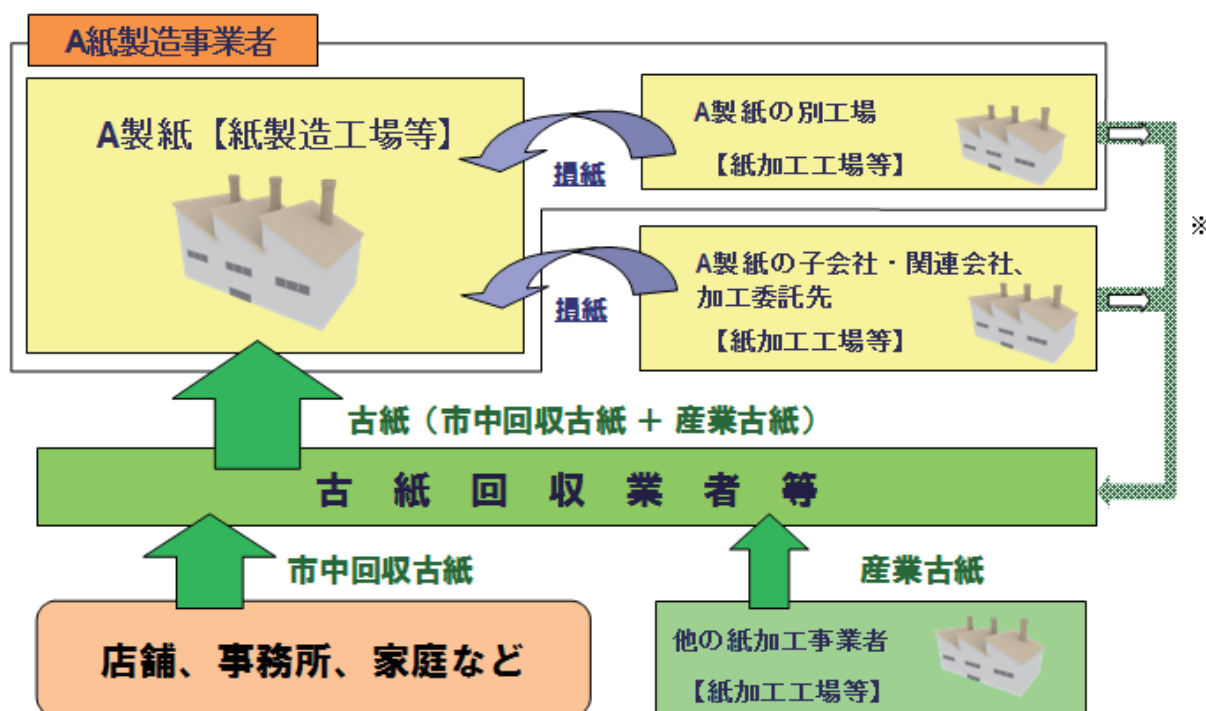 A紙製造事業者
A製紙【紙製造工場等】
損紙
A製紙の別工場
【紙加工工場等】
※
損紙
A製紙の子会社・関連会社、
加工委託先
【紙加工工場等】
古紙（市中回収古紙 + 産業古紙）
古紙回収業者等
市中回収古紙
産業古紙
店舗、事務所、家庭など
他の紙加工事業者
【紙加工工場等】